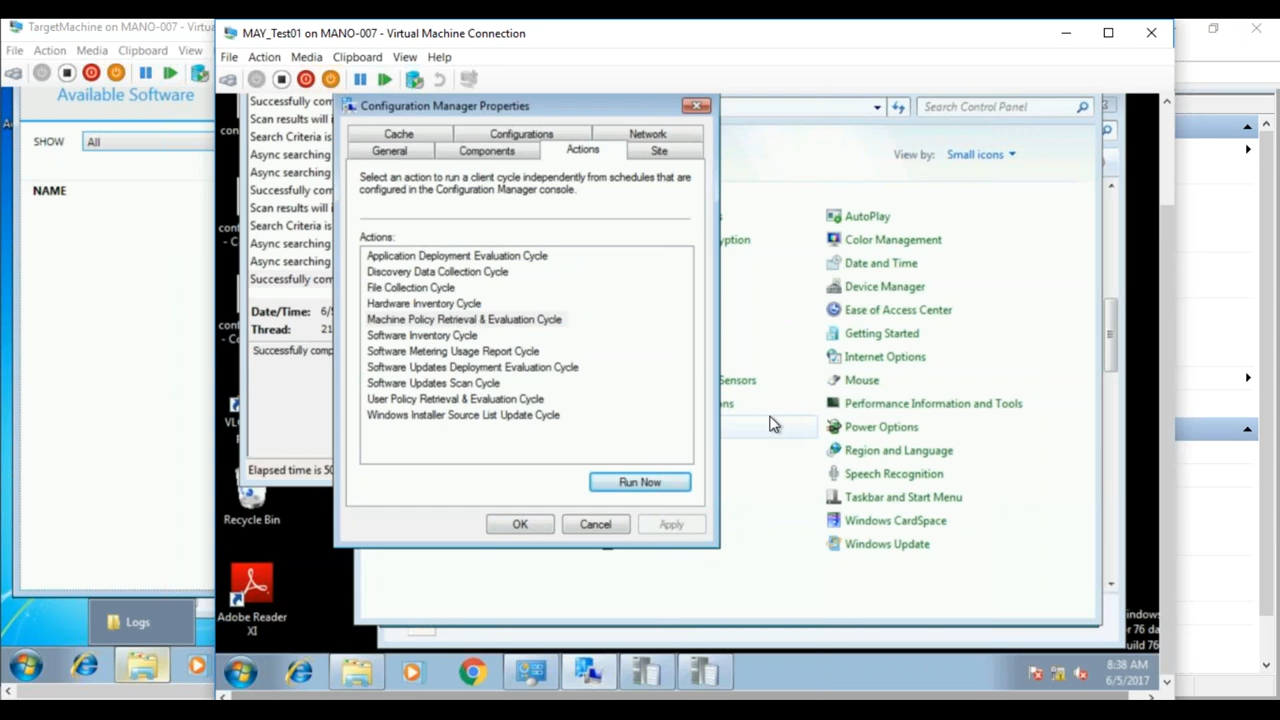 TargetMachine on MANO-007 - Virtu
File Action Media Clipboard View
Available Software
SHOW All
NAME
Logs
MAY_Test01 on MANO-007 - Virtual Machine Connection
File Action Media Clipboard View Help
Successfully com
Scan results will i
Search Criteria is
Async searching
Async searching
Successfully com
Scan results will i
Search Criteria is
Async searching
Async searching
Successfully com
Date/Time: 6/5
Thread: 21
Successfully comp
Elapsed time is 50
Recycle Bin
Adobe Reader
XI
Configuration Manager Properties
Cache Configurations Network
General Components Actions Site
Select an action to run a client cycle independently from schedules that are
configured in the Configuration Manager console.
Actions:
Application Deployment Evaluation Cycle
Discovery Data Collection Cycle
File Collection Cycle
Hardware Inventory Cycle
Machine Policy Retrieval & Evaluation Cycle
Software Inventory Cycle
Software Metering Usage Report Cycle
Software Updates Deployment Evaluation Cycle
Software Updates Scan Cycle
User Policy Retrieval & Evaluation Cycle
Windows Installer Source List Update Cycle
Run Now
OK Cancel Apply
Search Control Panel
View by: Small icons
AutoPlay
yption Color Management
Date and Time
Device Manager
Ease of Access Center
Getting Started
Internet Options
Sensors Mouse
ns Performance Information and Tools
Power Options
Region and Language
Speech Recognition
Taskbar and Start Menu
Windows CardSpace
Windows Update
indows
r 76 da
uild 76
8:38 AM
6/5/2017